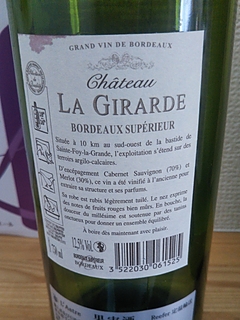 GRAND VIN DE BORDEAUX
Château
LA GIRARDE
BORDEAUX SUPÉRIEUR
Située à 10 km au sud-ouest de la bastide de
Sainte-Foy-la-Grande, l'exploitation s'étend sur des
terroirs argilo-calcaires.
D'encépagement Cabernet Sauvignon (70%) et
Merlot (30%), ce vin a été vinifié à l'ancienne pour
extraire sa structure et ses parfums.
Sa robe est rubis légèrement tuilé. Le nez exprime
des notes de fruits rouges bien mûrs. En bouche, la
douceur du millésime est soutenue par des tanins
mûrs pour donner un ensemble équilibré.
A boire dès maintenant avec plaisir.
12,5% Vol.
750 ml
BORDEAUX
3 522030 061525